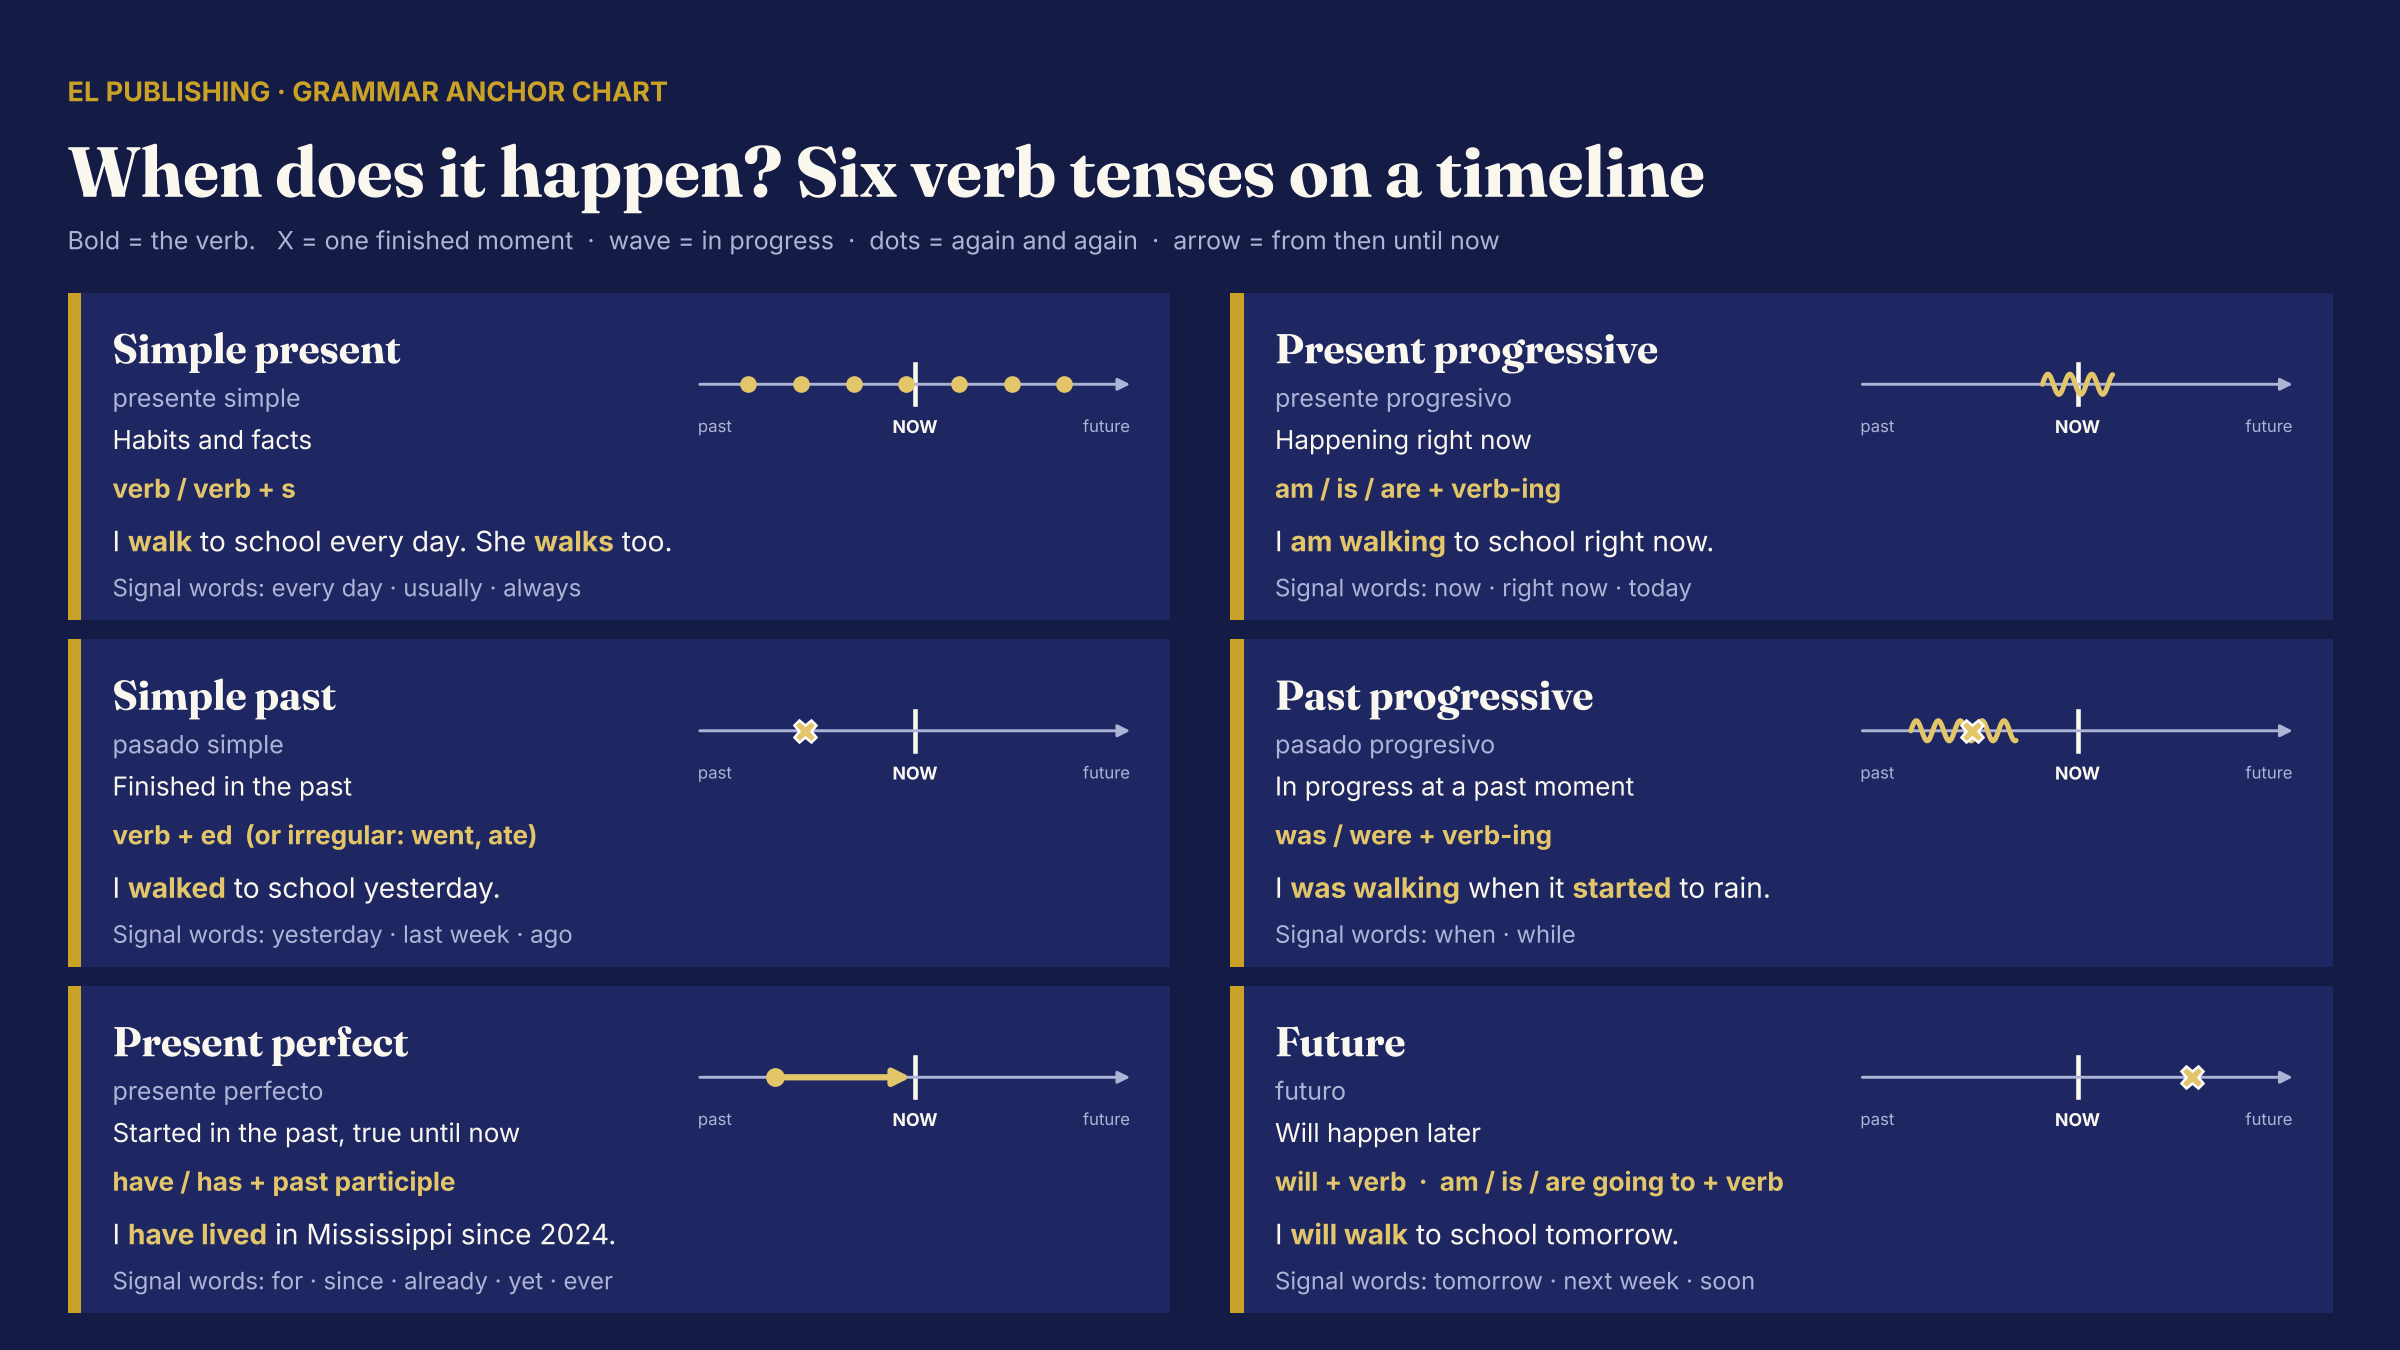 EL PUBLISHING · GRAMMAR ANCHOR CHART
When does it happen? Six verb tenses on a timeline
Bold = the verb. X = one finished moment · wave = in progress · dots = again and again · arrow = from then until now
Simple present
presente simple
Habits and facts
verb / verb + s
I walk to school every day. She walks too.
Signal words: every day · usually · always
past NOW future
Present progressive
presente progresivo
Happening right now
am / is / are + verb-ing
I am walking to school right now.
Signal words: now · right now · today
past NOW future
Simple past
pasado simple
Finished in the past
verb + ed (or irregular: went, ate)
I walked to school yesterday.
Signal words: yesterday · last week · ago
past NOW future
Past progressive
pasado progresivo
In progress at a past moment
was / were + verb-ing
I was walking when it started to rain.
Signal words: when · while
past NOW future
Present perfect
presente perfecto
Started in the past, true until now
have / has + past participle
I have lived in Mississippi since 2024.
Signal words: for · since · already · yet · ever
past NOW future
Future
futuro
Will happen later
will + verb · am / is / are going to + verb
I will walk to school tomorrow.
Signal words: tomorrow · next week · soon
past NOW future